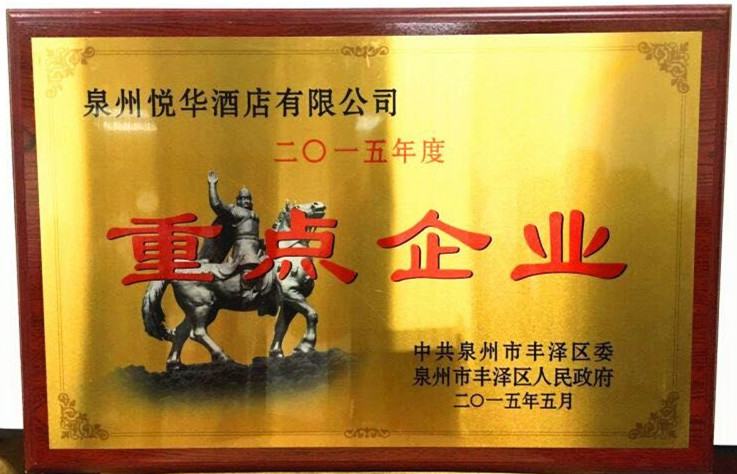 泉州悦华酒店有限公司
二〇一五年度
重点企业
中共泉州市丰泽区委
泉州市丰泽区人民政府
二〇一五年五月